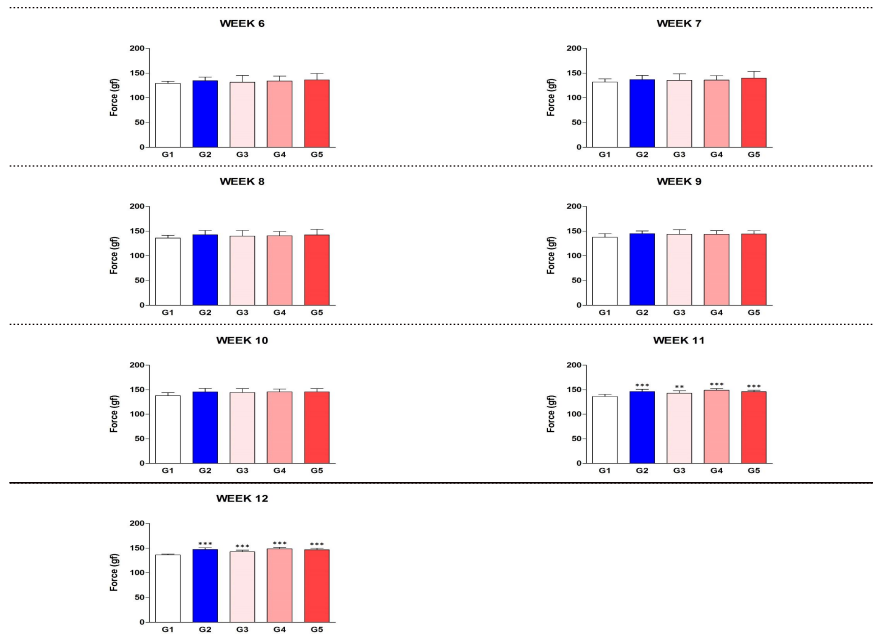 WEEK 6
Force (gf)
200
150
100
50
0
G1 G2 G3 G4 G5
WEEK 7
Force (gf)
200
150
100
50
0
G1 G2 G3 G4 G5
WEEK 8
Force (gf)
200
150
100
50
0
G1 G2 G3 G4 G5
WEEK 9
Force (gf)
200
150
100
50
0
G1 G2 G3 G4 G5
WEEK 10
Force (gf)
200
150
100
50
0
G1 G2 G3 G4 G5
WEEK 11
Force (gf)
200
150
100
50
0
*** ** *** ***
G1 G2 G3 G4 G5
WEEK 12
Force (gf)
200
150
100
50
0
*** *** *** ***
G1 G2 G3 G4 G5